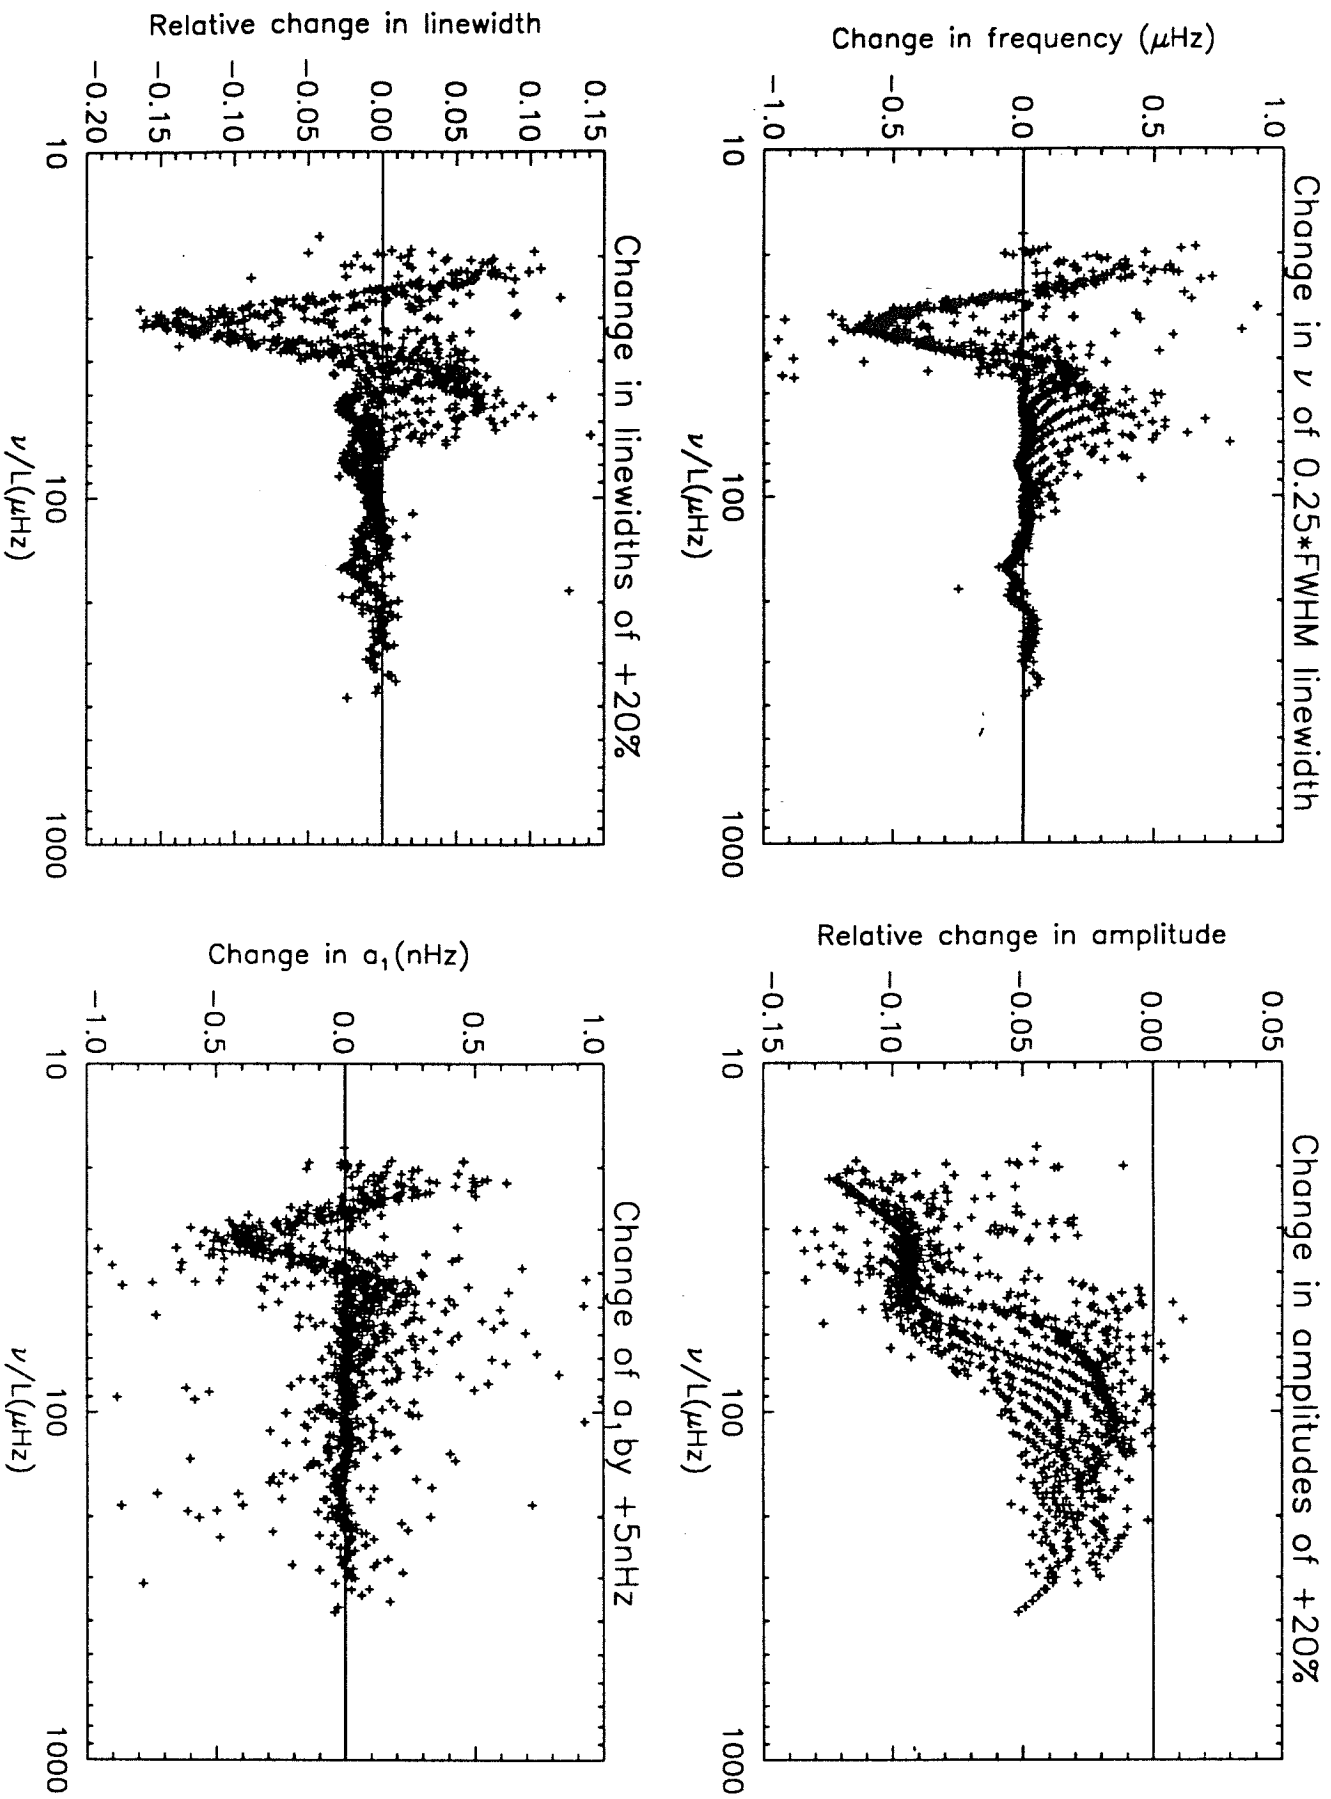 Change in ν of 0.25*FWHM linewidth
1.0
0.5
0.0
-0.5
-1.0
Change in frequency (μHz)
10
100
1000
ν/L(μHz)
Change in amplitudes of +20%
0.05
0.00
-0.05
-0.10
-0.15
Relative change in amplitude
10
100
1000
ν/L(μHz)
Change in linewidths of +20%
0.15
0.10
0.05
0.00
-0.05
-0.10
-0.15
-0.20
Relative change in linewidth
10
100
1000
ν/L(μHz)
Change of a₁by +5nHz
1.0
0.5
0.0
-0.5
-1.0
Change in a₁(nHz)
10
100
1000
ν/L(μHz)